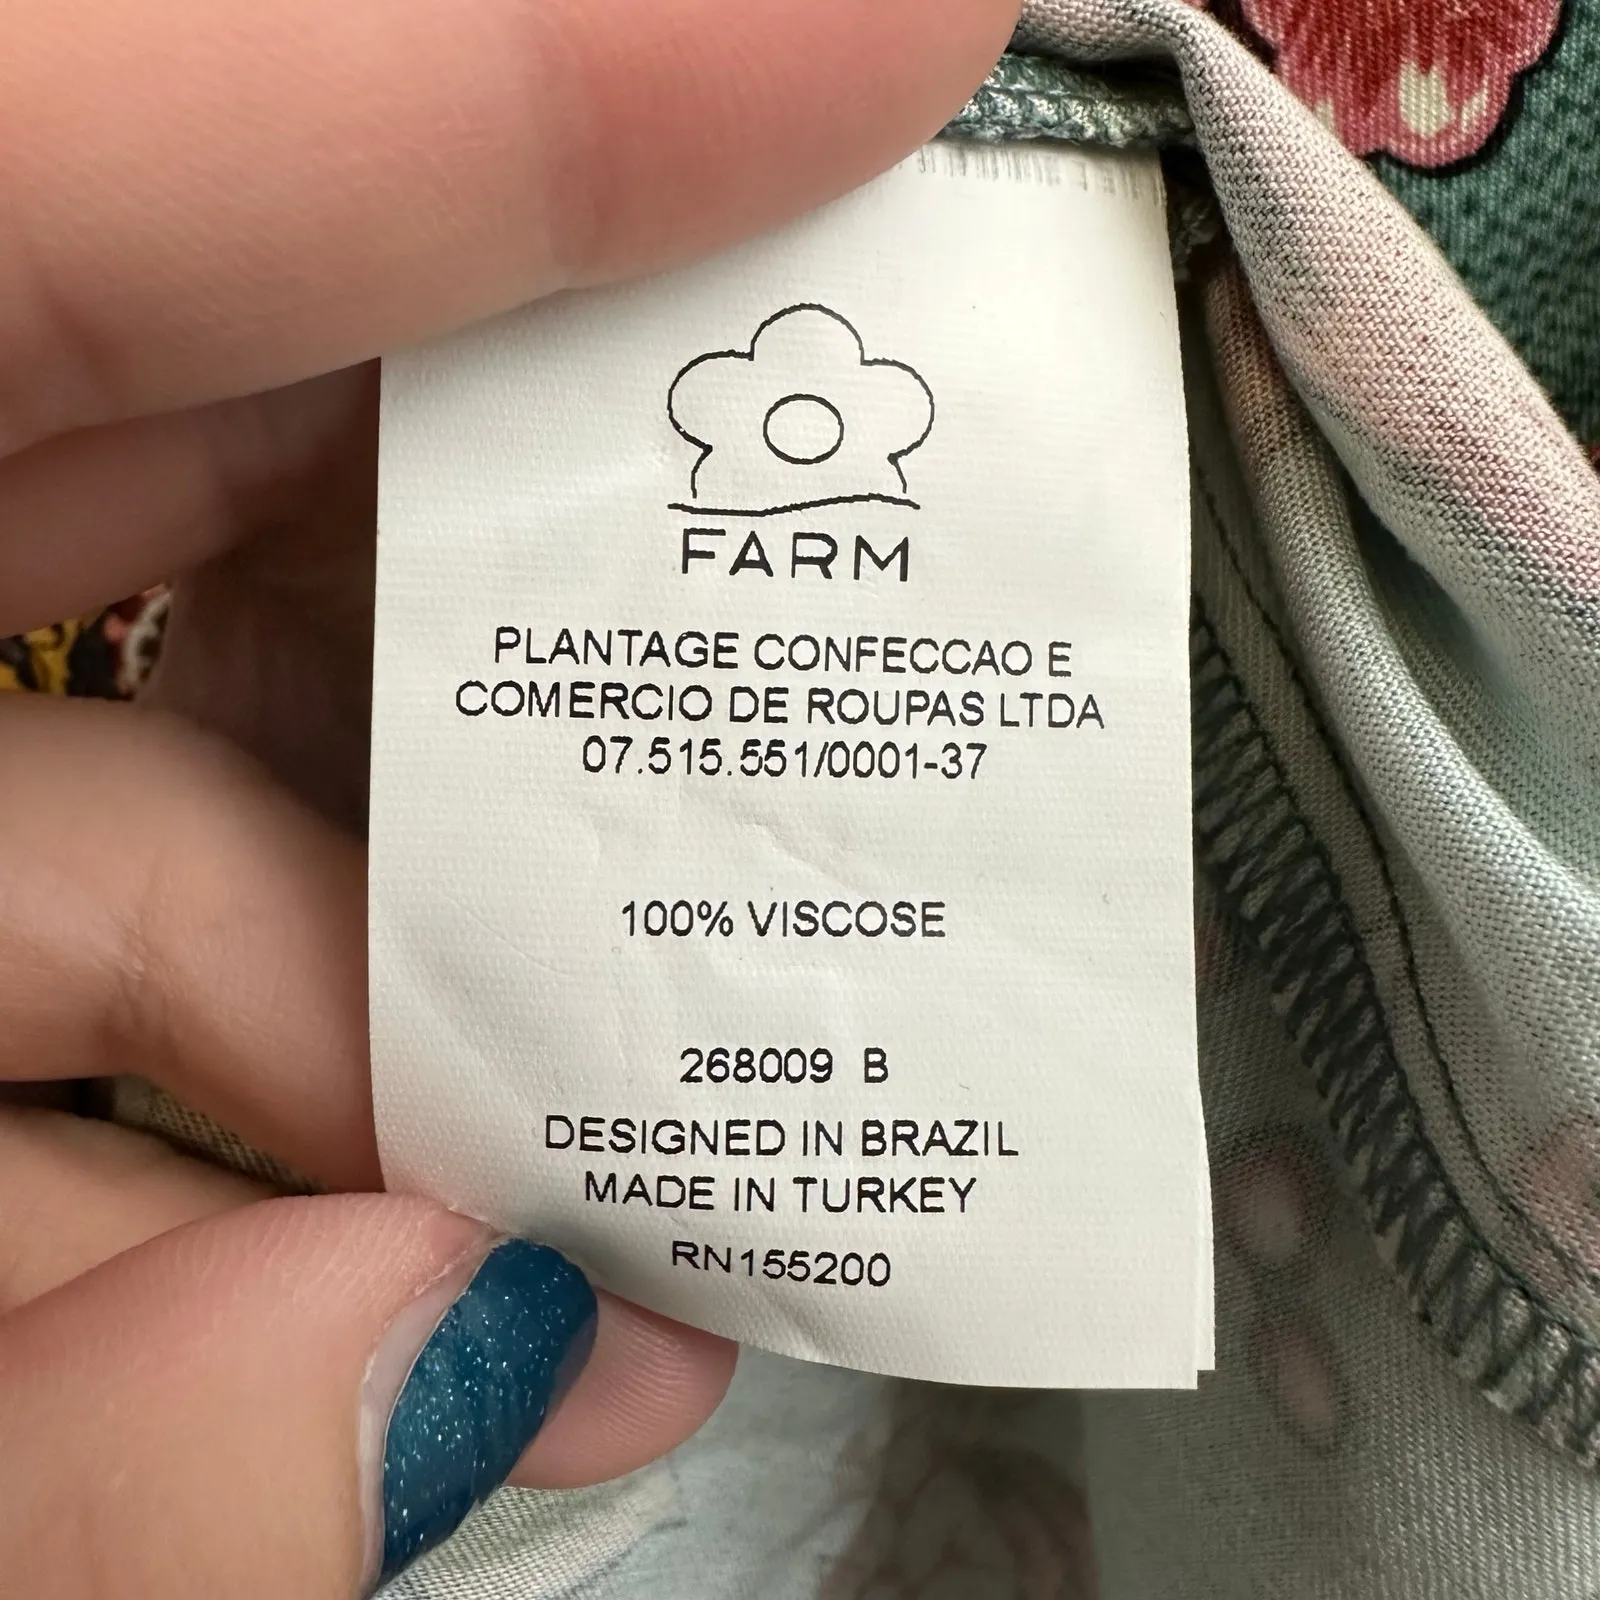 FARM
PLANTAGE CONFECCAO E
COMERCIO DE ROUPAS LTDA
07.515.551/0001-37
100% VISCOSE
268009 B
DESIGNED IN BRAZIL
MADE IN TURKEY
RN155200